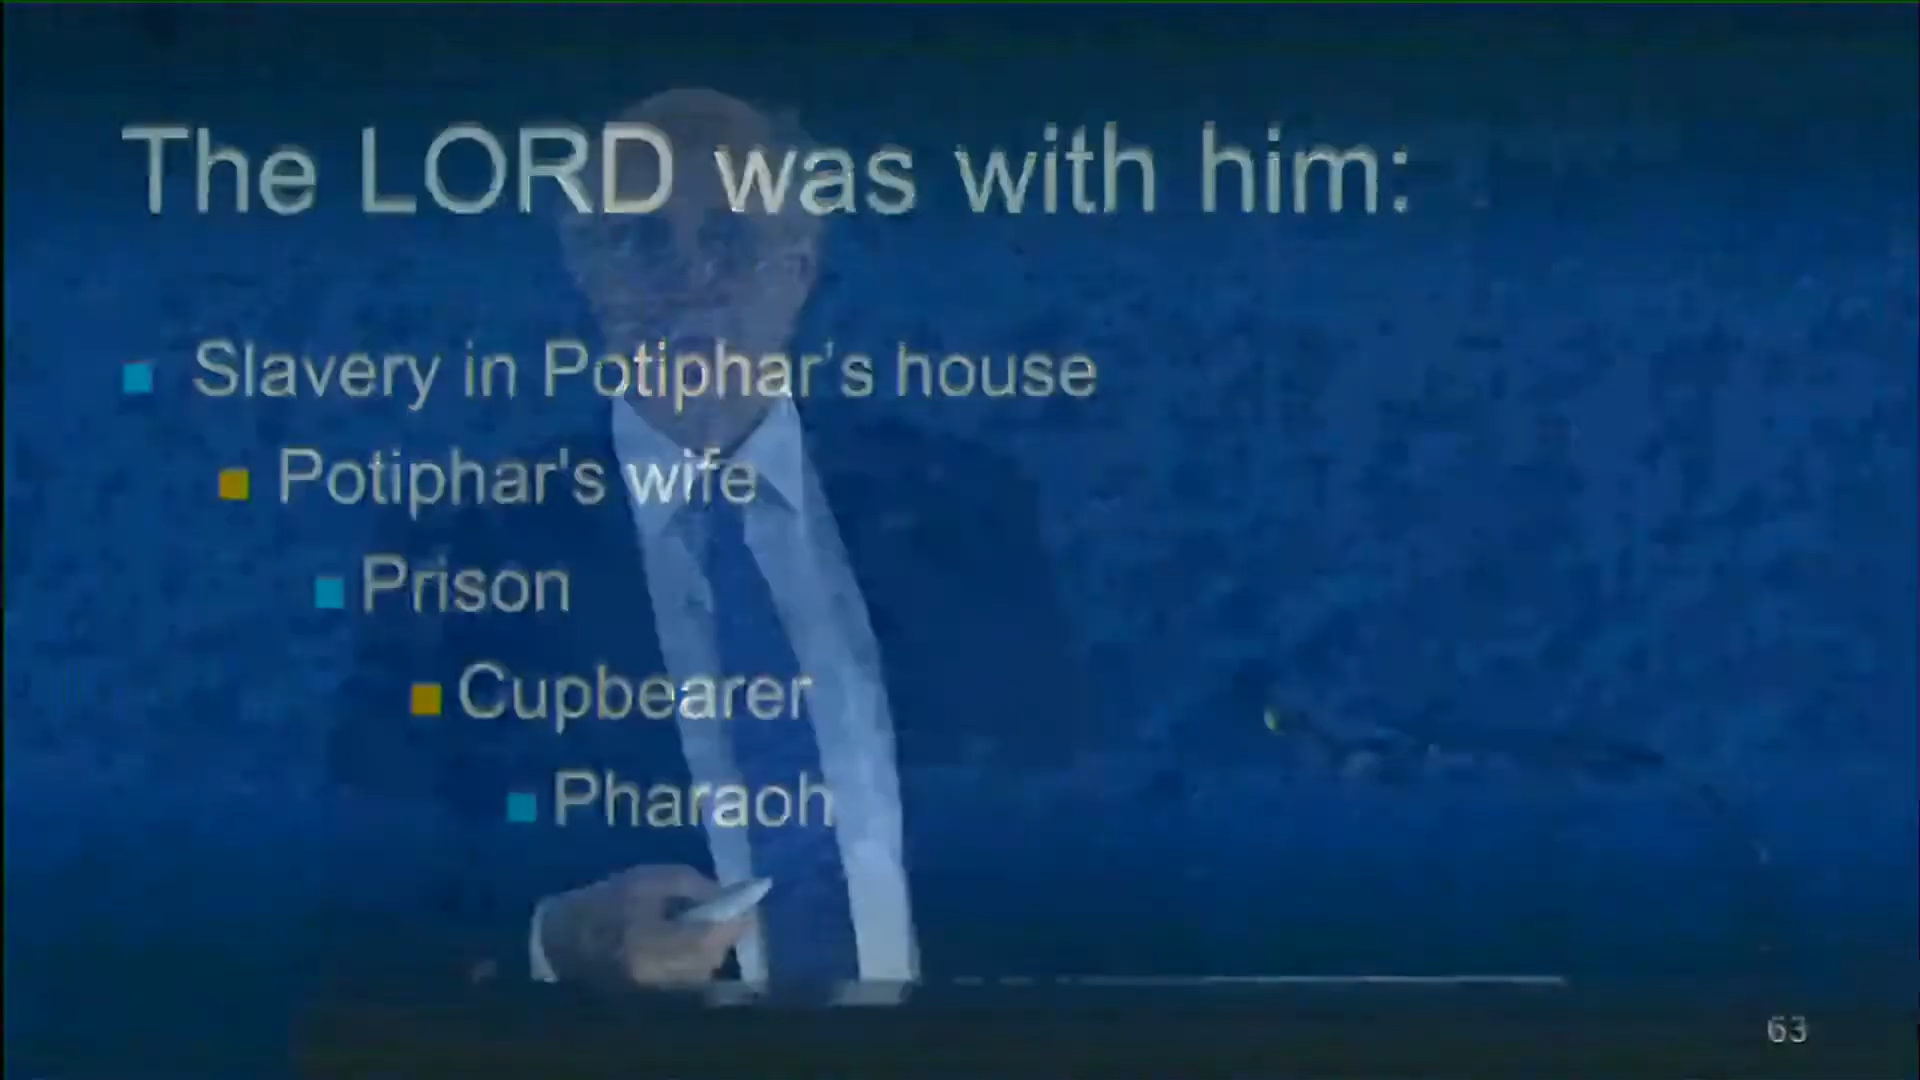 The LORD was with him:
Slavery in Potiphar's house
Potiphar's wife
Prison
Cupbearer
Pharaoh
63